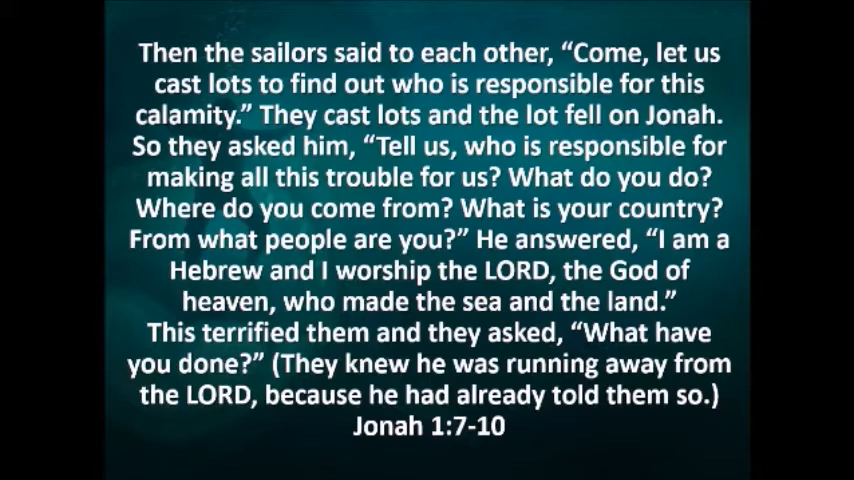 Then the sailors said to each other, “Come, let us
cast lots to find out who is responsible for this
calamity.” They cast lots and the lot fell on Jonah.
So they asked him, “Tell us, who is responsible for
making all this trouble for us? What do you do?
Where do you come from? What is your country?
From what people are you?” He answered, “I am a
Hebrew and I worship the LORD, the God of
heaven, who made the sea and the land.”
This terrified them and they asked, “What have
you done?” (They knew he was running away from
the LORD, because he had already told them so.)
Jonah 1:7-10